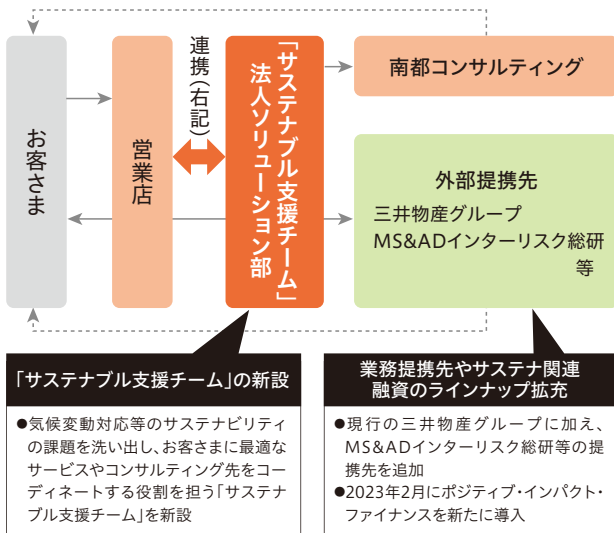 お客さま
営業店
連携(右記)
「サステナブル支援チーム」
法人ソリューション部
南都コンサルティング
外部提携先
三井物産グループ
MS&ADインターリスク総研
等
「サステナブル支援チーム」の新設
●気候変動対応等のサステナビリティ
の課題を洗い出し、お客さまに最適な
サービスやコンサルティング先をコー
ディネートする役割を担う「サステナ
ブル支援チーム」を新設
業務提携先やサステナ関連
融資のラインナップ拡充
●現行の三井物産グループに加え、
MS&ADインターリスク総研等の提
携先を追加
●2023年2月にポジティブ・インパクト・
ファイナンスを新たに導入